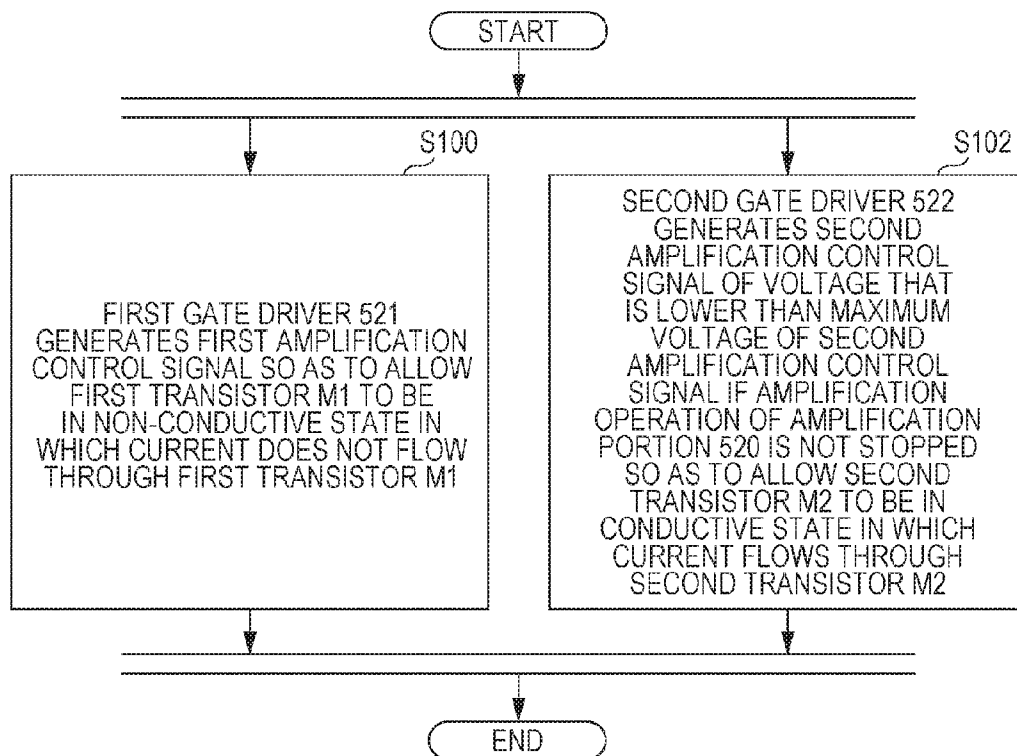 START
S100
FIRST GATE DRIVER 521
GENERATES FIRST AMPLIFICATION
CONTROL SIGNAL SO AS TO ALLOW
FIRST TRANSISTOR M1 TO BE
IN NON-CONDUCTIVE STATE IN
WHICH CURRENT DOES NOT FLOW
THROUGH FIRST TRANSISTOR M1
S102
SECOND GATE DRIVER 522
GENERATES SECOND
AMPLIFICATION CONTROL
SIGNAL OF VOLTAGE THAT
IS LOWER THAN MAXIMUM
VOLTAGE OF SECOND
AMPLIFICATION CONTROL
SIGNAL IF AMPLIFICATION
OPERATION OF AMPLIFICATION
PORTION 520 IS NOT STOPPED
SO AS TO ALLOW SECOND
TRANSISTOR M2 TO BE IN
CONDUCTIVE STATE IN WHICH
CURRENT FLOWS THROUGH
SECOND TRANSISTOR M2
END